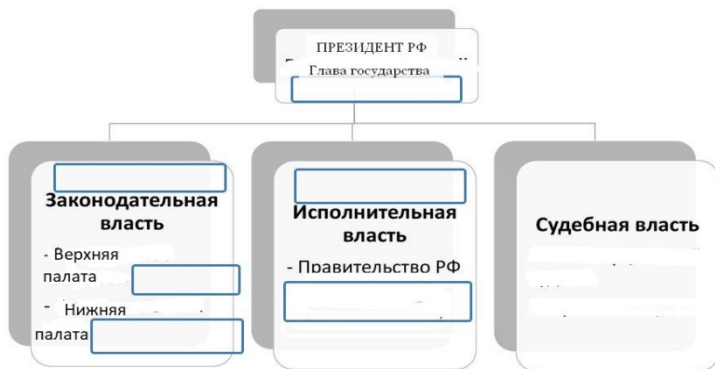 ПРЕЗИДЕНТ РФ
Глава государства
Законодательная
власть
- Верхняя
палата
- Нижняя
палата
Исполнительная
власть
- Правительство РФ
Судебная власть